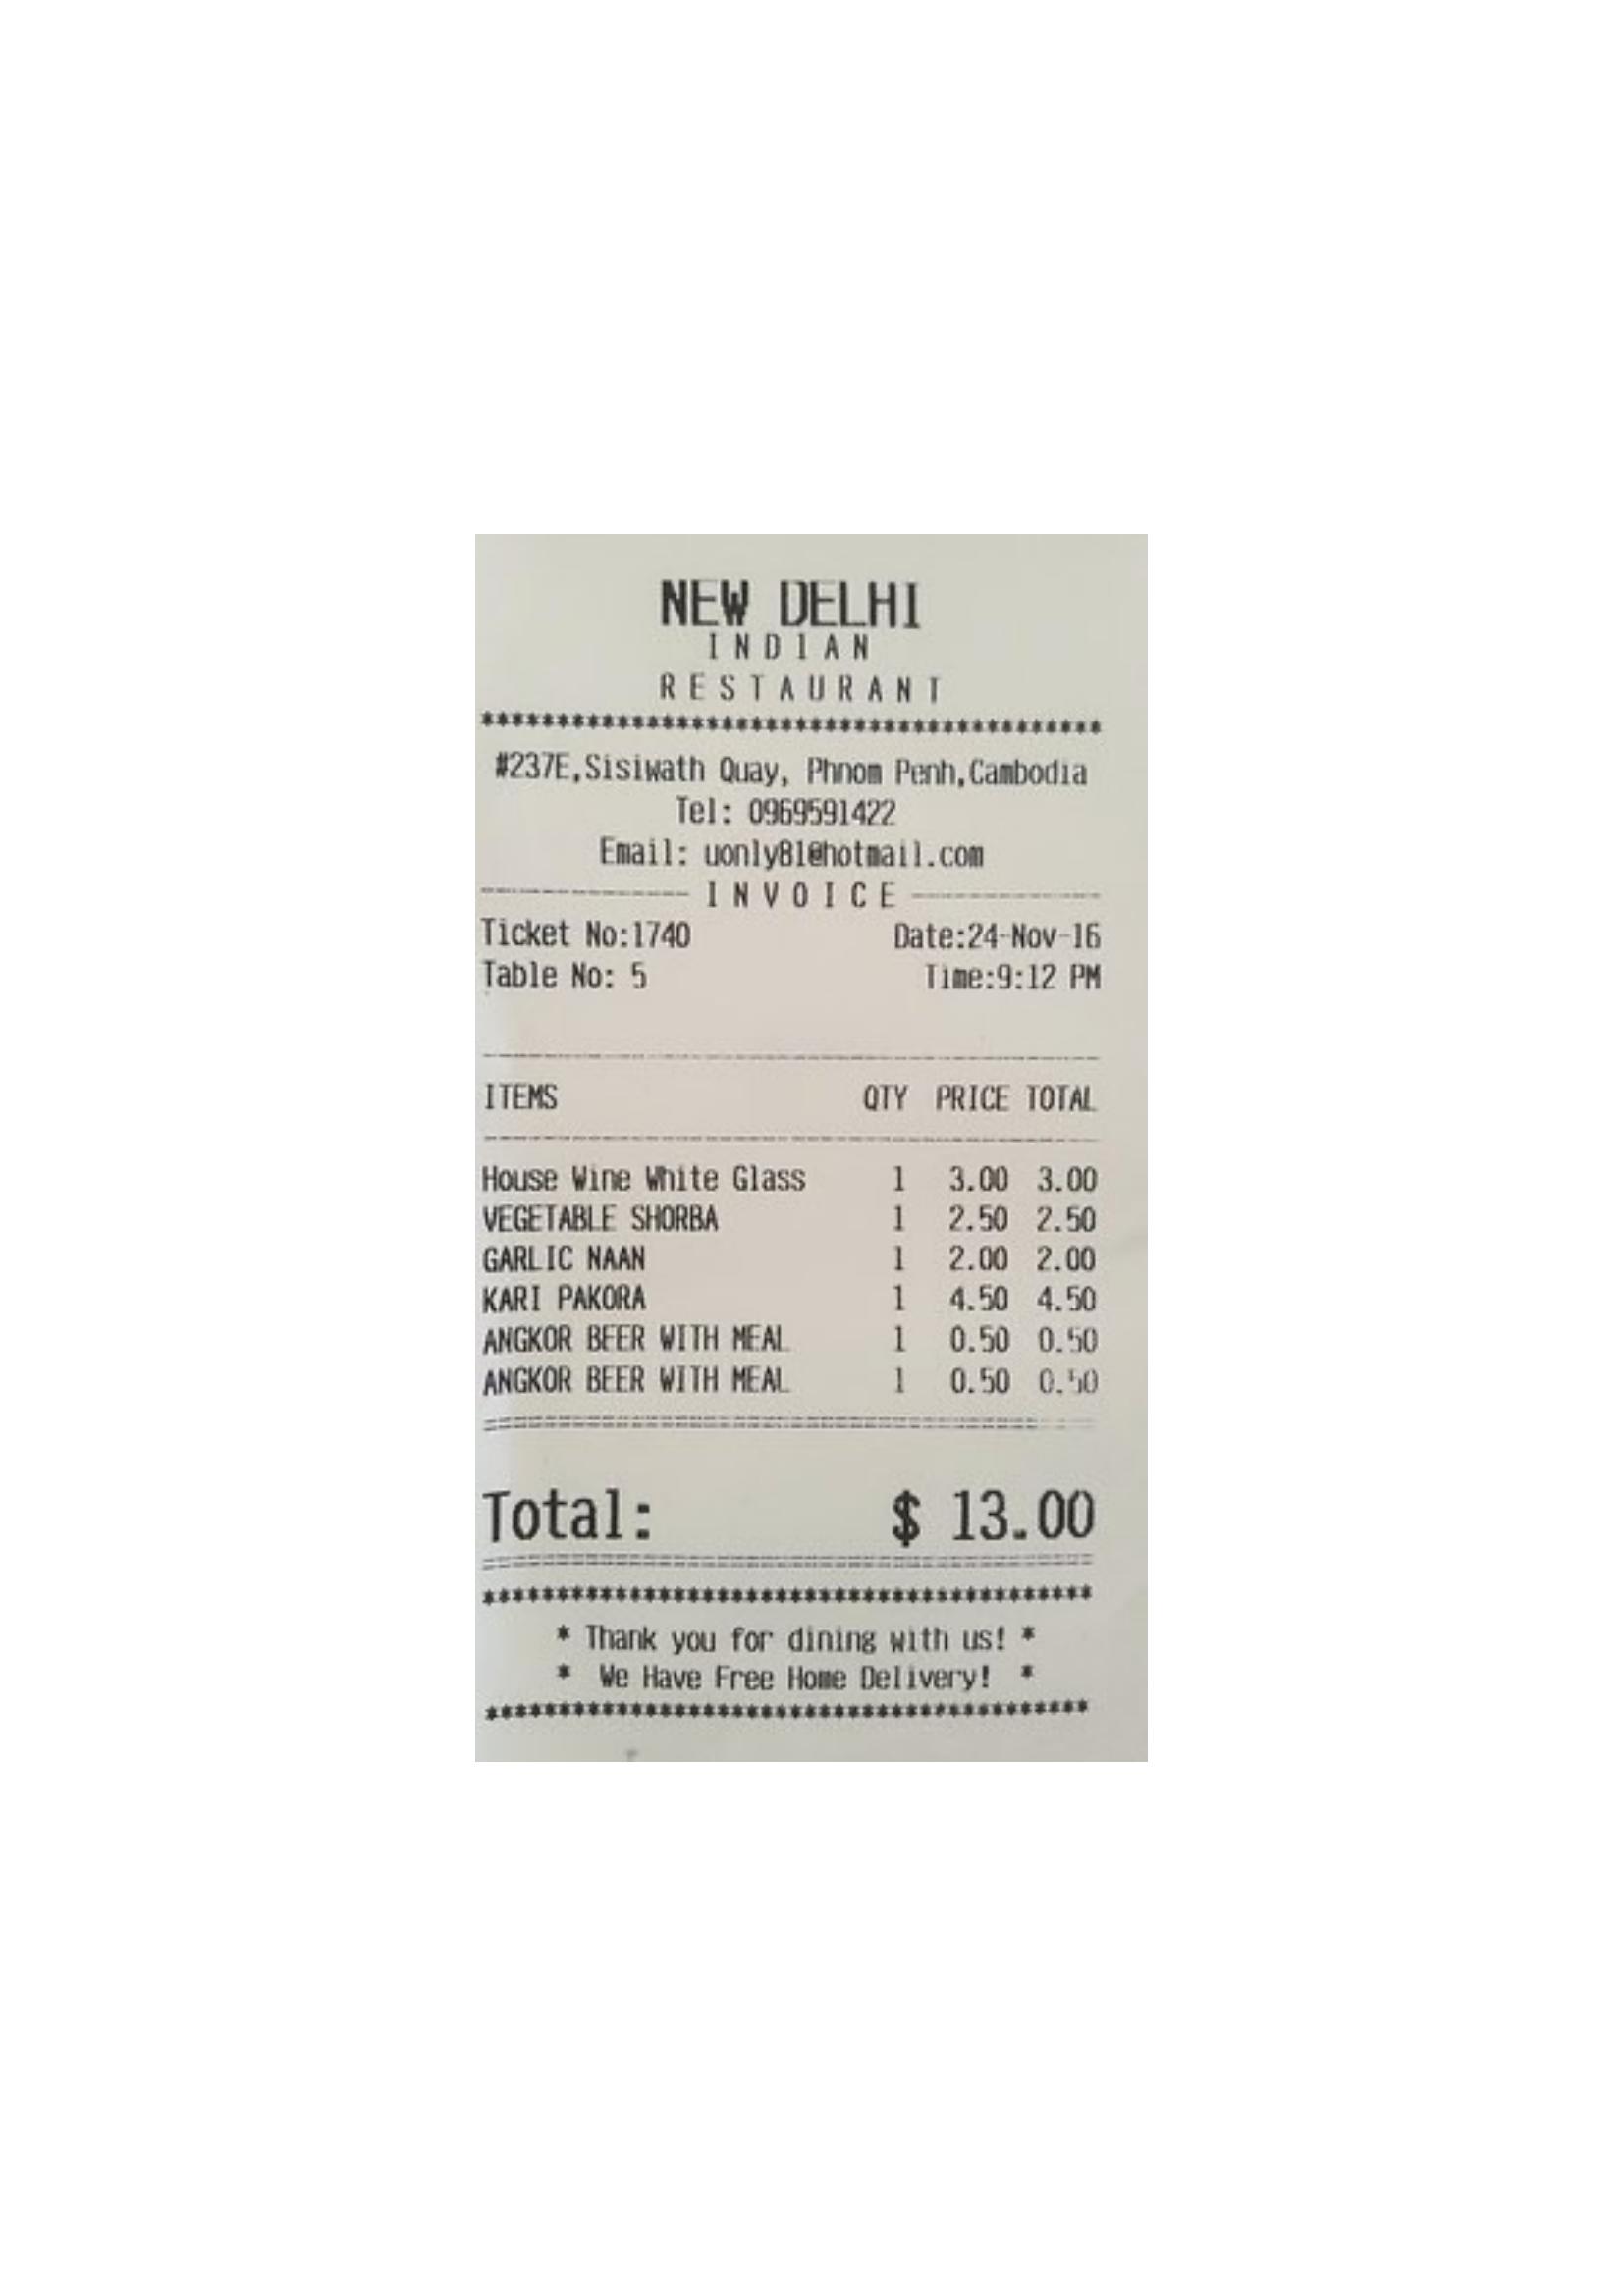 NEW DELHI
INDIAN
RESTAURANT
******************************************
#237E,Sisiwath Quay, Phnom Penh,Cambodia
Tel: 0969591422
Email: uonly81@hotmail.com
-------------- INVOICE -------------
Ticket No:1740 Date:24-Nov-16
Table No: 5 Time:9:12 PM
ITEMS QTY PRICE TOTAL
House Wine White Glass 1 3.00 3.00
VEGETABLE SHORBA 1 2.50 2.50
GARLIC NAAN 1 2.00 2.00
KARI PAKORA 1 4.50 4.50
ANGKOR BEER WITH MEAL 1 0.50 0.50
ANGKOR BEER WITH MEAL 1 0.50 0.50
Total: $ 13.00
******************************************
* Thank you for dining with us! *
* We Have Free Home Delivery! *
******************************************